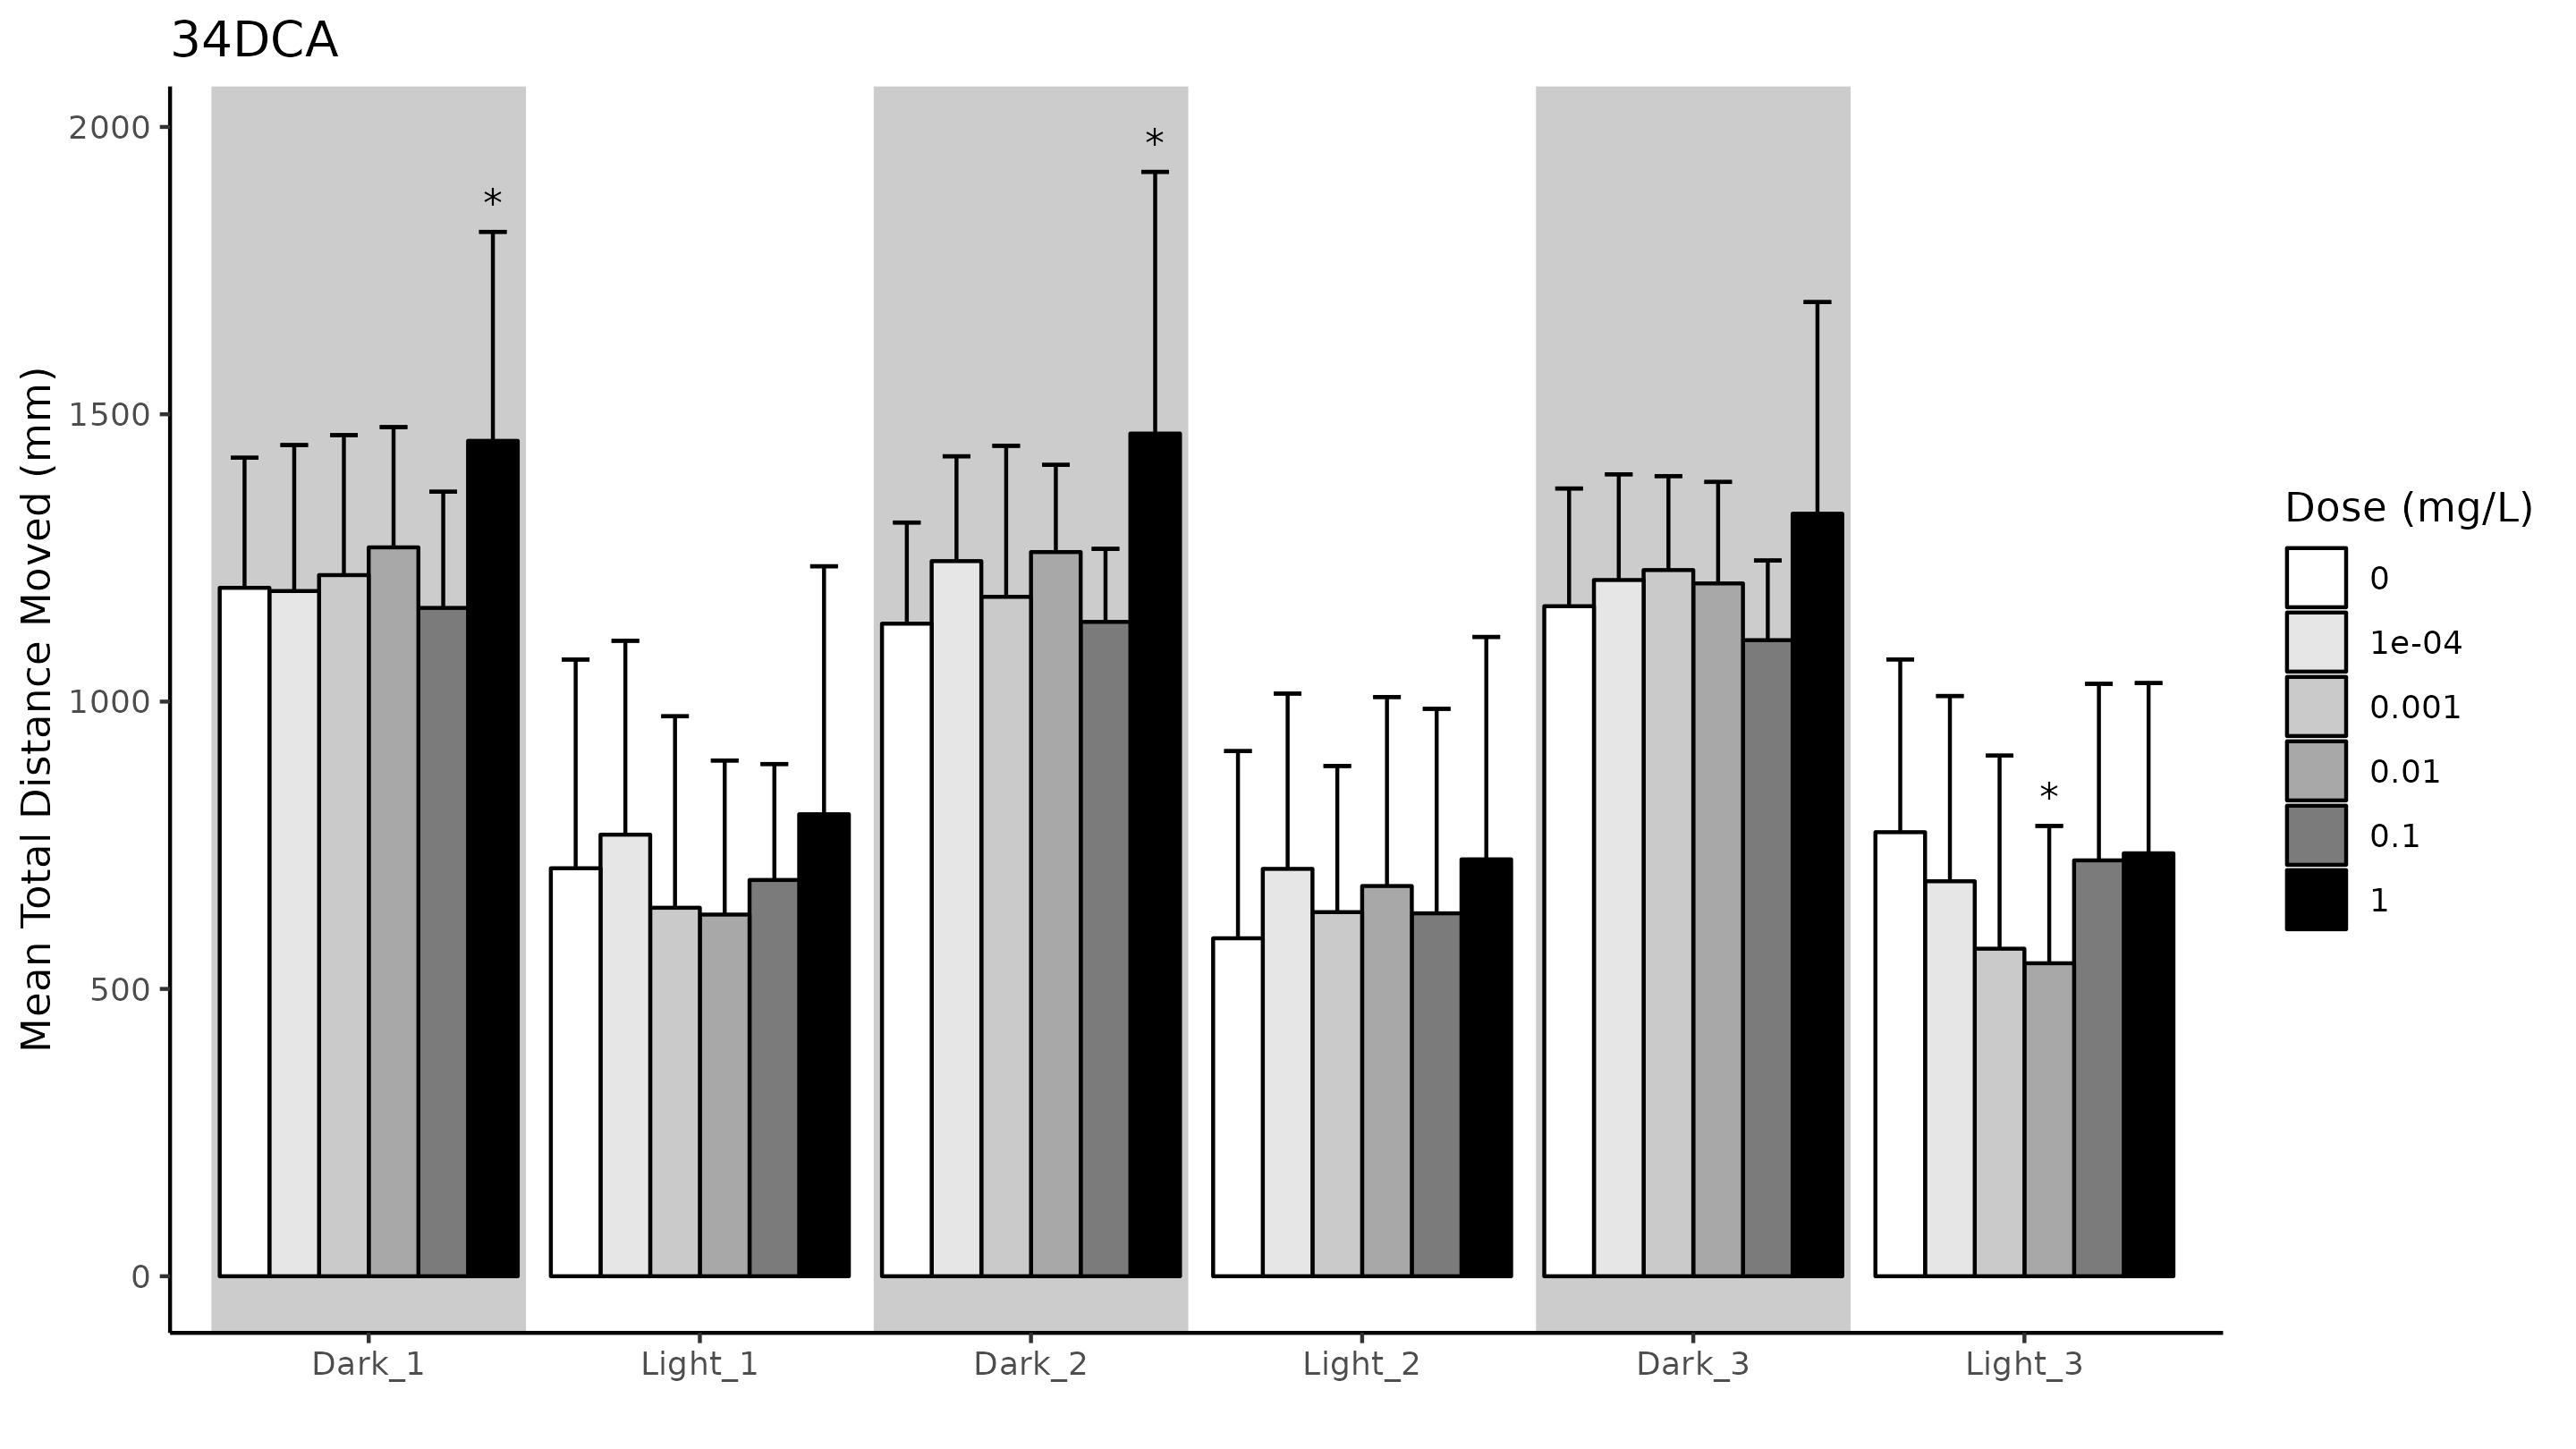 34DCA
Mean Total Distance Moved (mm)
2000
1500
1000
500
0
*
*
*
Dark_1
Light_1
Dark_2
Light_2
Dark_3
Light_3
Dose (mg/L)
0
1e-04
0.001
0.01
0.1
1